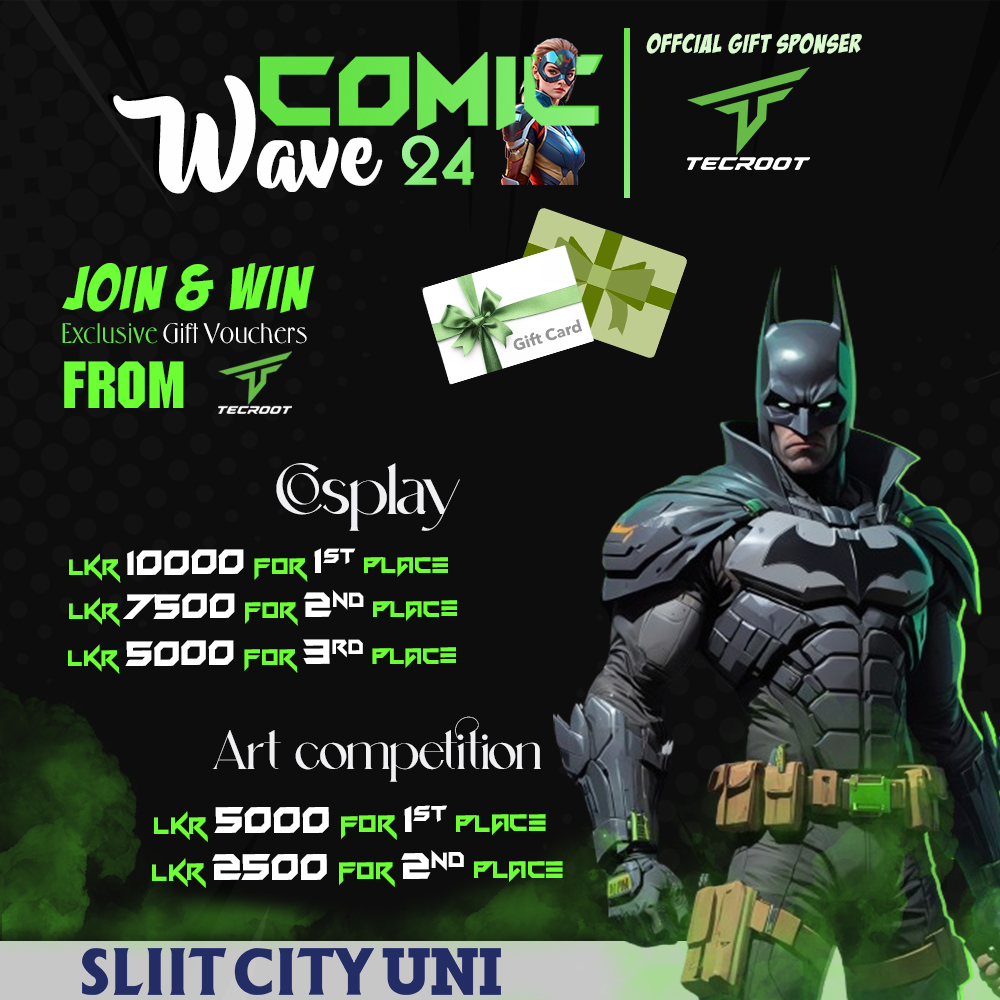 COMIC
Wave 24
OFFCIAL GIFT SPONSER
TECROOT
JOIN & WIN
Exclusive Gift Vouchers
FROM
TECROOT
Gift Card
Cosplay
LKR 10000 FOR 1ST PLACE
LKR 7500 FOR 2ND PLACE
LKR 5000 FOR 3RD PLACE
Art competition
LKR 5000 FOR 1ST PLACE
LKR 2500 FOR 2ND PLACE
SLIIT CITY UNI